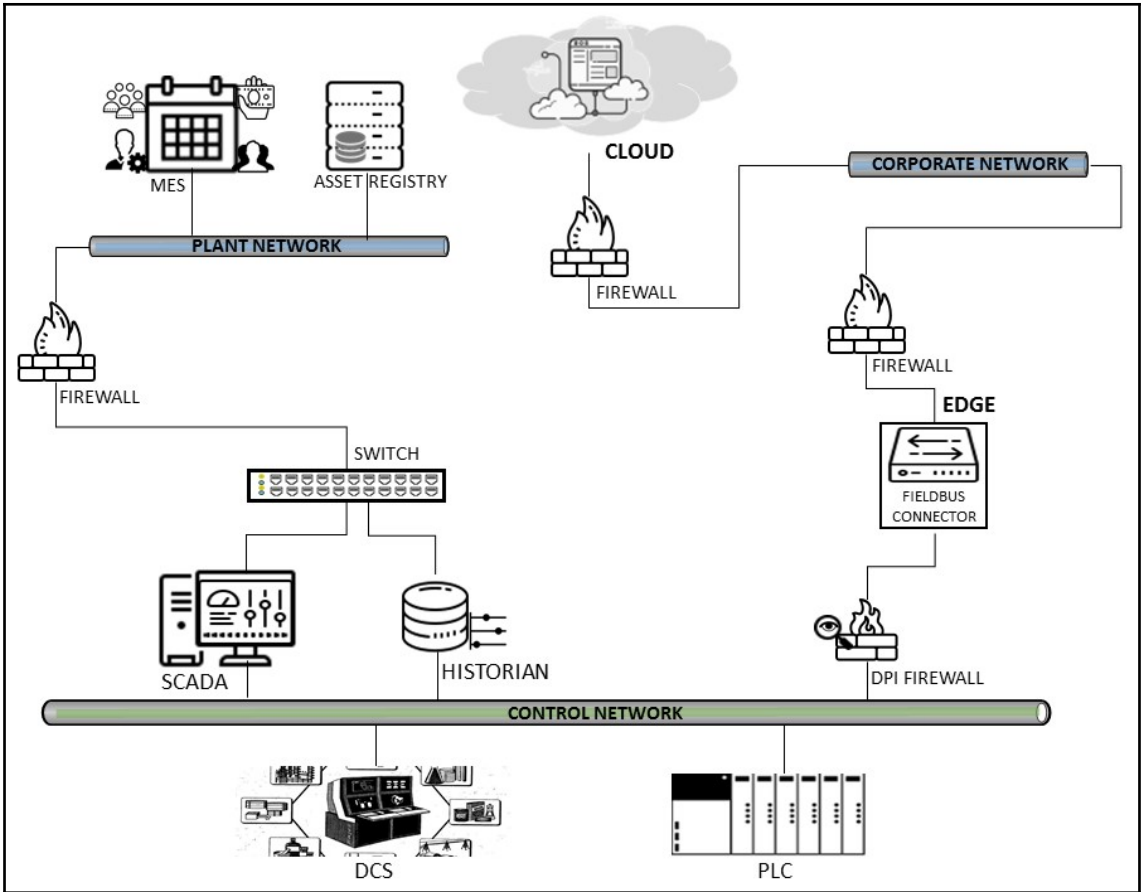 CLOUD
CORPORATE NETWORK
MES
ASSET REGISTRY
PLANT NETWORK
FIREWALL
FIREWALL
FIREWALL
EDGE
SWITCH
FIELDBUS
CONNECTOR
SCADA
HISTORIAN
DPI FIREWALL
CONTROL NETWORK
DCS
PLC